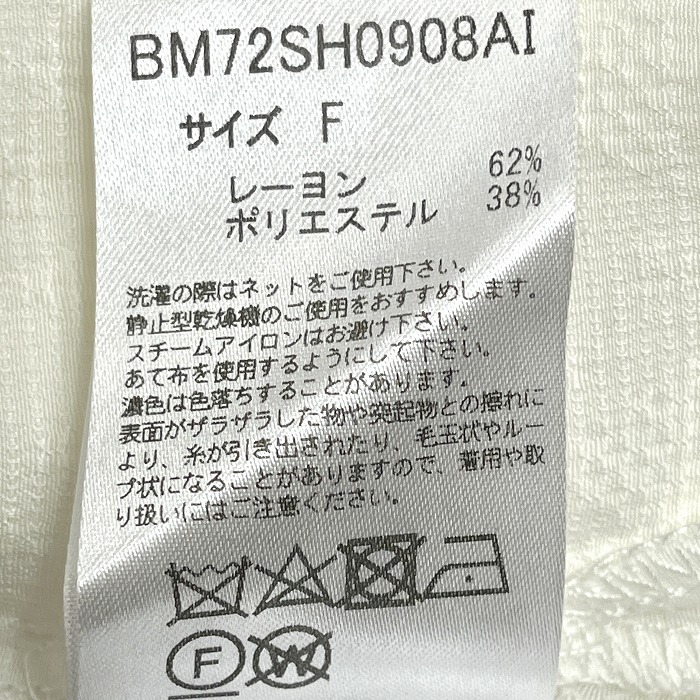 BM72SH0908AI
サイズ F
レーヨン 62%
ポリエステル 38%
洗濯の際はネットをご使用下さい。
静止型乾燥機のご使用をおすすめします。
スチームアイロンはお避け下さい。
あて布を使用するようにして下さい。
濃色は色落ちすることがあります。
表面がザラザラした物や突起物との擦れに
より、糸が引き出されたり、毛玉状やルー
プ状になることがありますので、着用や取
り扱いにはご注意ください。
F W